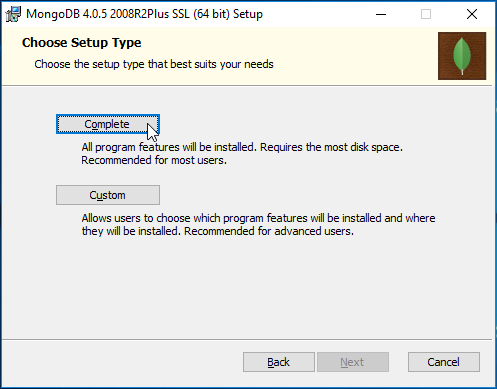 MongoDB 4.0.5 2008R2Plus SSL (64 bit) Setup
Choose Setup Type
Choose the setup type that best suits your needs
Complete
All program features will be installed. Requires the most disk space.
Recommended for most users.
Custom
Allows users to choose which program features will be installed and where
they will be installed. Recommended for advanced users.
Back
Next
Cancel